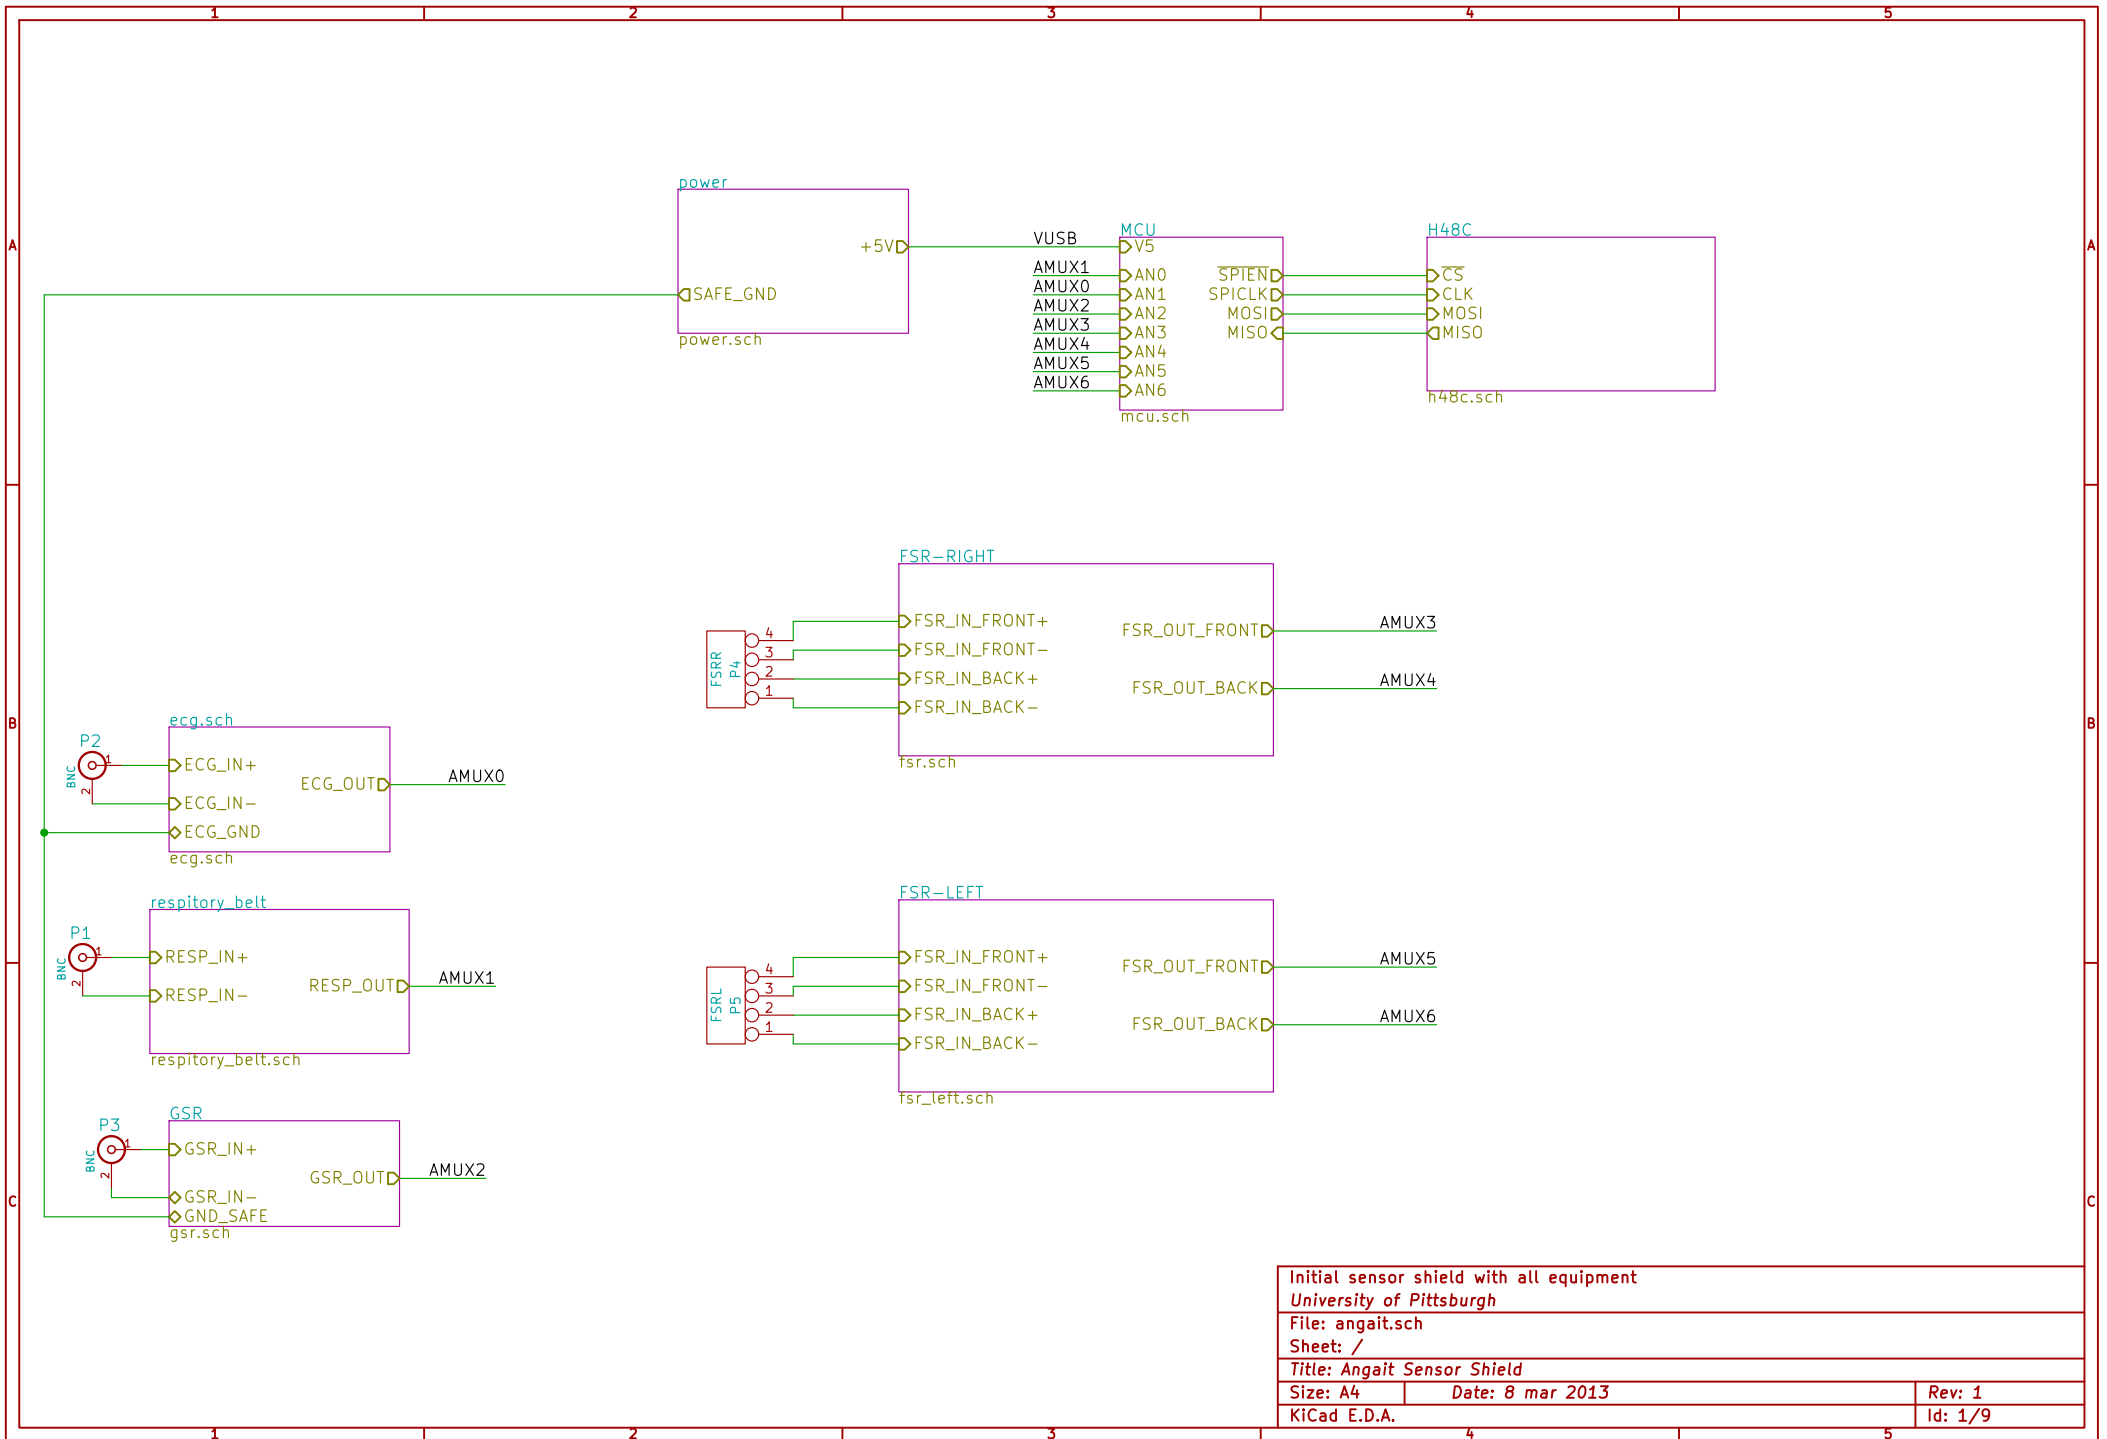 1 2 3 4 5
A A
B B
C C
power
+5V
SAFE_GND
power.sch
VUSB
AMUX1
AMUX0
AMUX2
AMUX3
AMUX4
AMUX5
AMUX6
MCU
V5
AN0
AN1
AN2
AN3
AN4
AN5
AN6
SPIEN
SPICLK
MOSI
MISO
mcu.sch
H48C
CS
CLK
MOSI
MISO
h48c.sch
FSR-RIGHT
FSRR
P4
4
3
2
1
FSR_IN_FRONT+
FSR_IN_FRONT-
FSR_IN_BACK+
FSR_IN_BACK-
FSR_OUT_FRONT
FSR_OUT_BACK
AMUX3
AMUX4
fsr.sch
ecg.sch
P2
BNC
1
2
ECG_IN+
ECG_IN-
ECG_GND
ECG_OUT
AMUX0
ecg.sch
respitory_belt
P1
BNC
1
2
RESP_IN+
RESP_IN-
RESP_OUT
AMUX1
respitory_belt.sch
FSR-LEFT
FSRL
P5
4
3
2
1
FSR_IN_FRONT+
FSR_IN_FRONT-
FSR_IN_BACK+
FSR_IN_BACK-
FSR_OUT_FRONT
FSR_OUT_BACK
AMUX5
AMUX6
fsr_left.sch
GSR
P3
BNC
1
2
GSR_IN+
GSR_IN-
GND_SAFE
GSR_OUT
AMUX2
gsr.sch
Initial sensor shield with all equipment
University of Pittsburgh
File: angait.sch
Sheet: /
Title: Angait Sensor Shield
Size: A4 Date: 8 mar 2013 Rev: 1
KiCad E.D.A. Id: 1/9
1 2 3 4 5